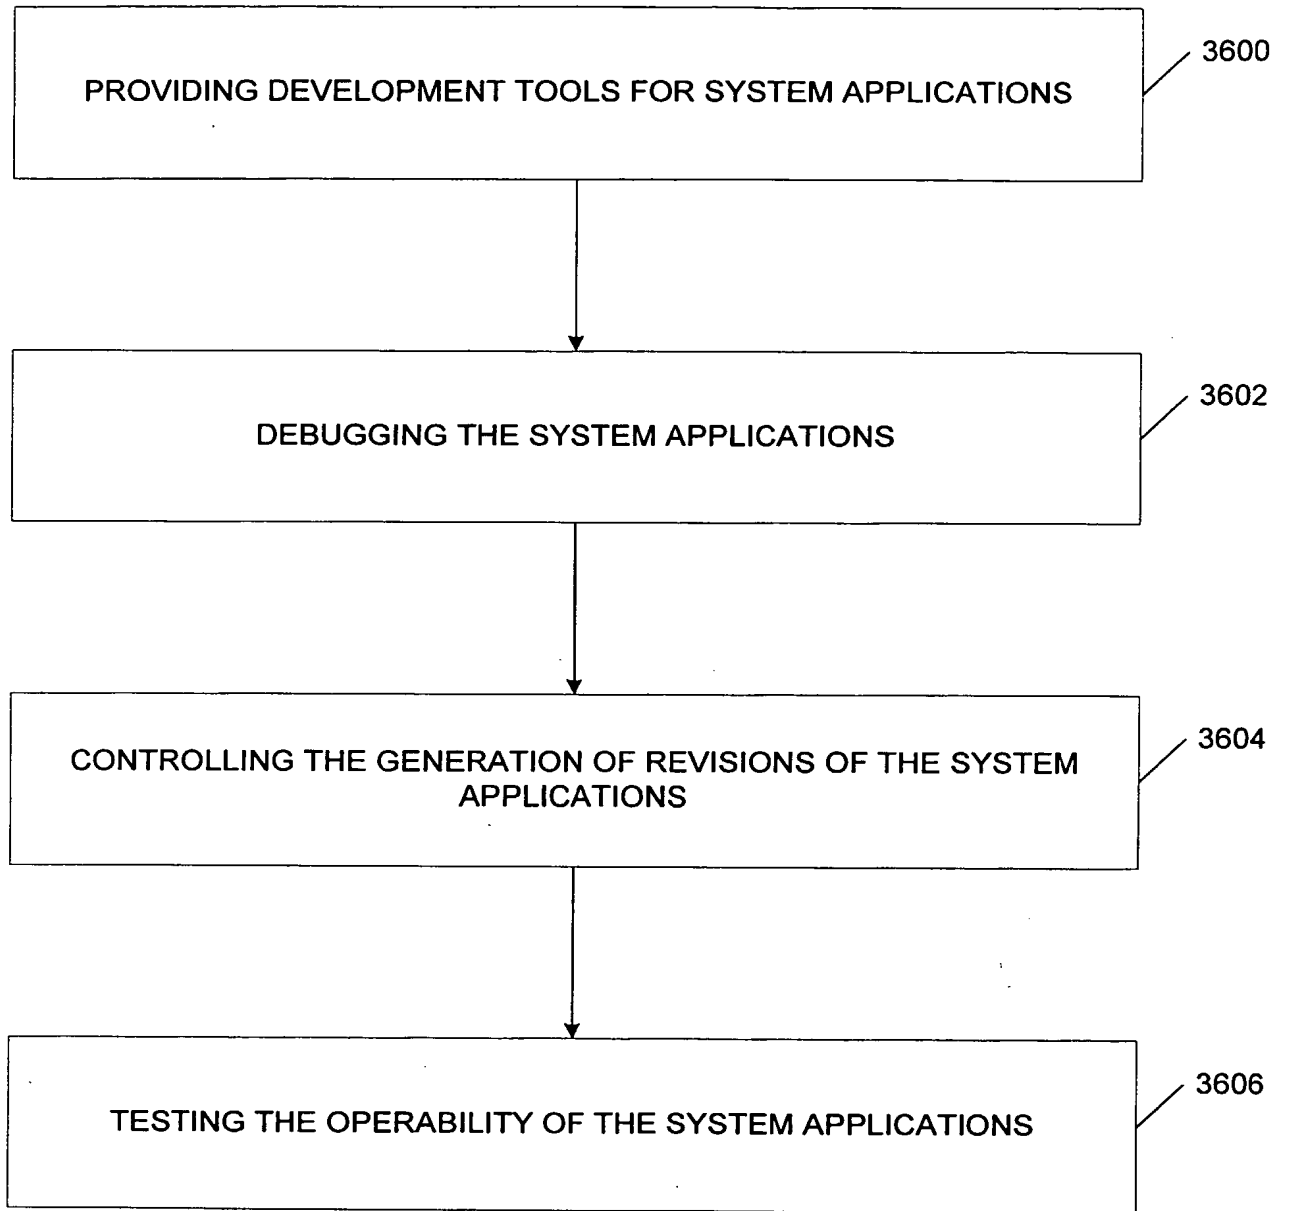 3600
PROVIDING DEVELOPMENT TOOLS FOR SYSTEM APPLICATIONS
3602
DEBUGGING THE SYSTEM APPLICATIONS
3604
CONTROLLING THE GENERATION OF REVISIONS OF THE SYSTEM
APPLICATIONS
3606
TESTING THE OPERABILITY OF THE SYSTEM APPLICATIONS